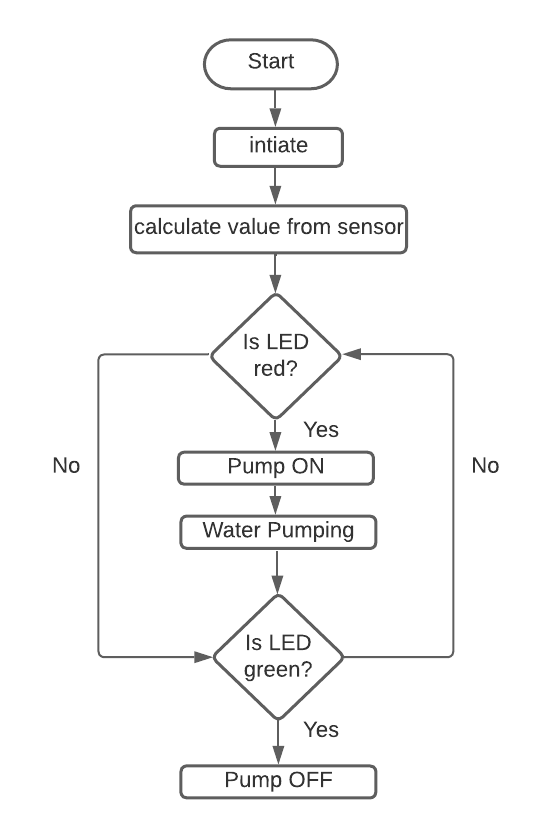 Start
intiate
calculate value from sensor
Is LED
red?
Yes
Pump ON
No
No
Water Pumping
Is LED
green?
Yes
Pump OFF